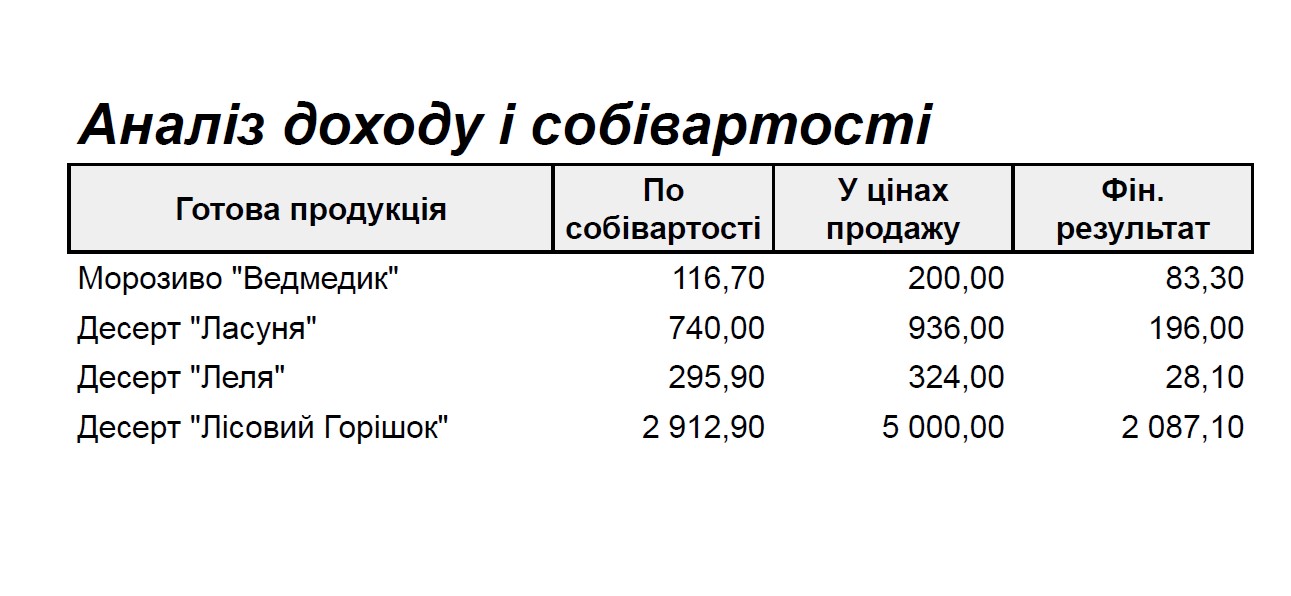 Аналіз доходу і собівартості
Готова продукція По собівартості У цінах продажу Фін. результат
Морозиво "Ведмедик" 116,70 200,00 83,30
Десерт "Ласуня" 740,00 936,00 196,00
Десерт "Леля" 295,90 324,00 28,10
Десерт "Лісовий Горішок" 2 912,90 5 000,00 2 087,10